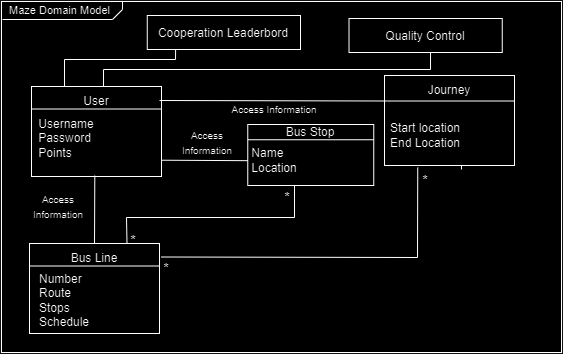 Maze Domain Model
Cooperation Leaderbord
Quality Control
User
Username
Password
Points
Journey
Start location
End Location
Access Information
Access
Information
Bus Stop
Name
Location
*
*
Access
Information
*
*
Bus Line
Number
Route
Stops
Schedule